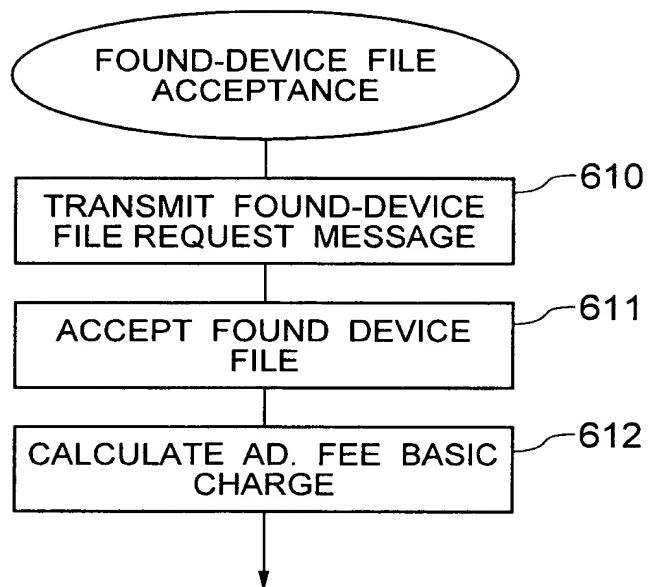 FOUND-DEVICE FILE
ACCEPTANCE
610
TRANSMIT FOUND-DEVICE
FILE REQUEST MESSAGE
611
ACCEPT FOUND DEVICE
FILE
612
CALCULATE AD. FEE BASIC
CHARGE